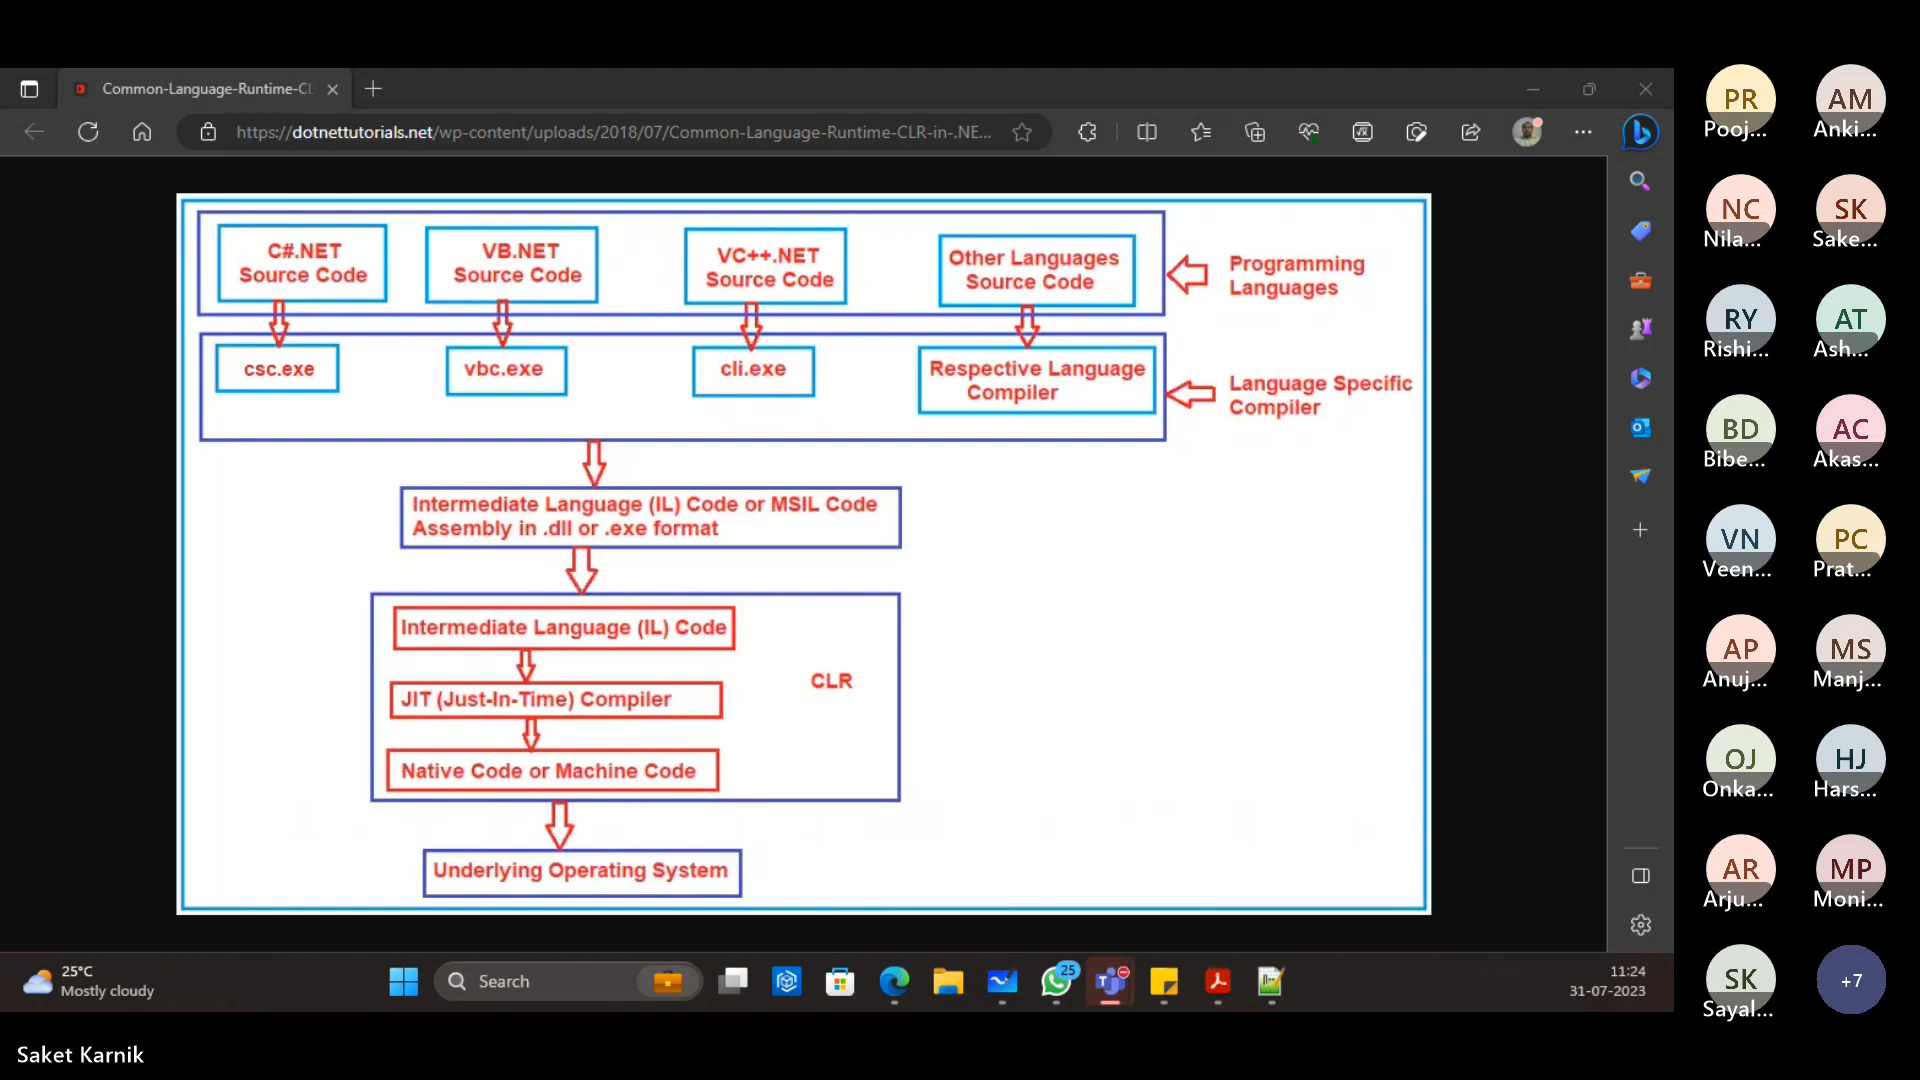 Common-Language-Runtime-CL
https://dotnettutorials.net/wp-content/uploads/2018/07/Common-Language-Runtime-CLR-in-.NE...
C#.NET
Source Code
VB.NET
Source Code
VC++.NET
Source Code
Other Languages
Source Code
Programming
Languages
csc.exe
vbc.exe
cli.exe
Respective Language
Compiler
Language Specific
Compiler
Intermediate Language (IL) Code or MSIL Code
Assembly in .dll or .exe format
Intermediate Language (IL) Code
JIT (Just-In-Time) Compiler
Native Code or Machine Code
CLR
Underlying Operating System
25°C
Mostly cloudy
Search
25
11:24
31-07-2023
Saket Karnik
PR
Pooj...
AM
Anki...
NC
Nila...
SK
Sake...
RY
Rishi...
AT
Ash...
BD
Bibe...
AC
Akas...
VN
Veen...
PC
Prat...
AP
Anuj...
MS
Manj...
OJ
Onka...
HJ
Hars...
AR
Arju...
MP
Moni...
SK
Sayal...
+7